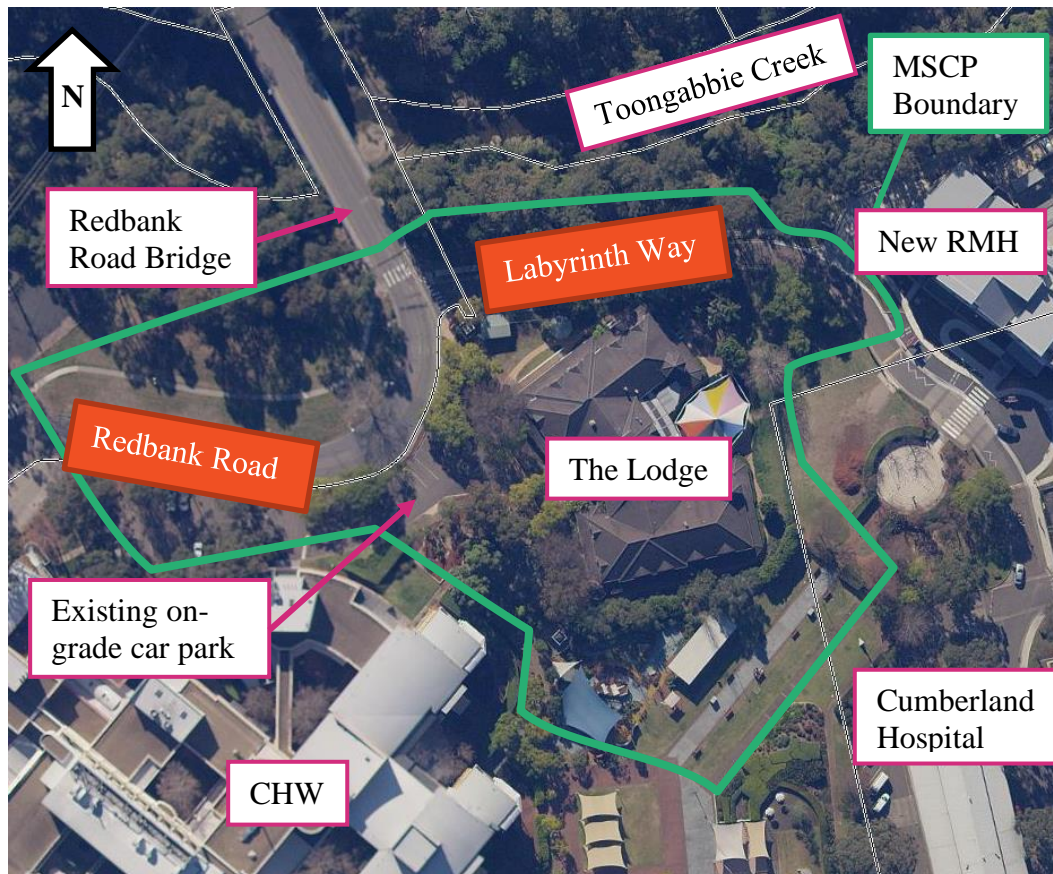 N
Toongabbie Creek
MSCP
Boundary
Redbank
Road Bridge
Labyrinth Way
New RMH
Redbank Road
The Lodge
Existing on-
grade car park
Cumberland
Hospital
CHW